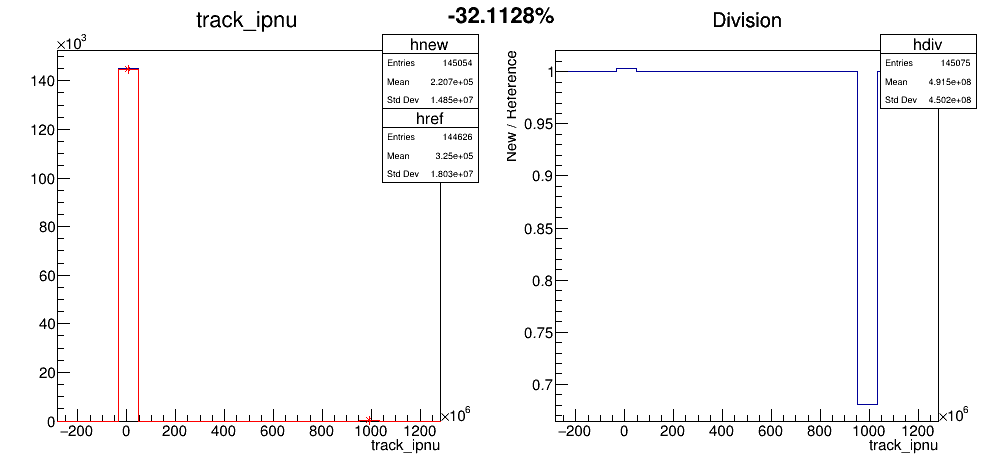 track_ipnu
-32.1128%
Division
×10³
hnew
Entries 145054
Mean 2.207e+05
Std Dev 1.485e+07
href
Entries 144626
Mean 3.25e+05
Std Dev 1.803e+07
140
120
100
80
60
40
20
0
−200 0 200 400 600 800 1000 1200
×10⁶
track_ipnu
hdiv
Entries 145075
Mean 4.915e+08
Std Dev 4.502e+08
New / Reference
1
0.95
0.9
0.85
0.8
0.75
0.7
−200 0 200 400 600 800 1000 1200
×10⁶
track_ipnu